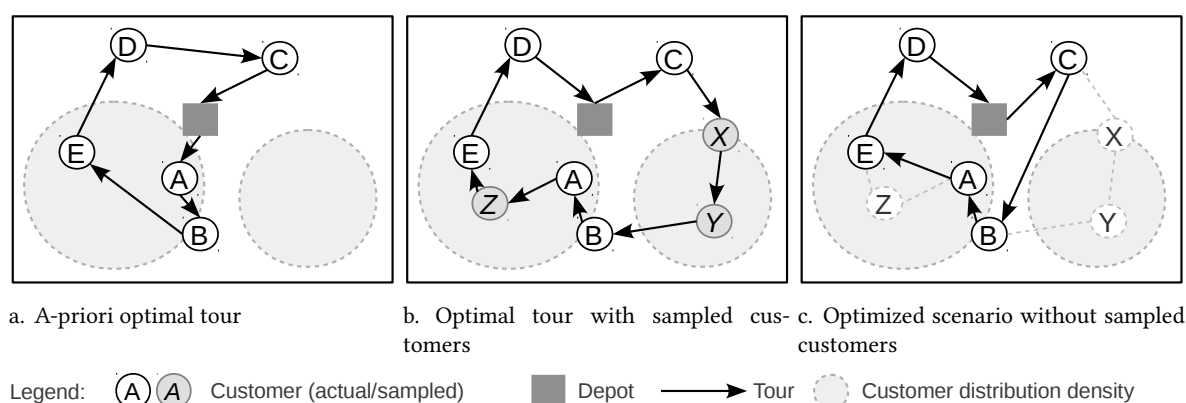 D
C
E
A
B
D
C
X
E
A
Z
Y
B
D
C
X
E
A
Z
Y
B
a. A-priori optimal tour
b. Optimal tour with sampled cus-
tomers
c. Optimized scenario without sampled
customers
Legend: A A Customer (actual/sampled) Depot Tour Customer distribution density